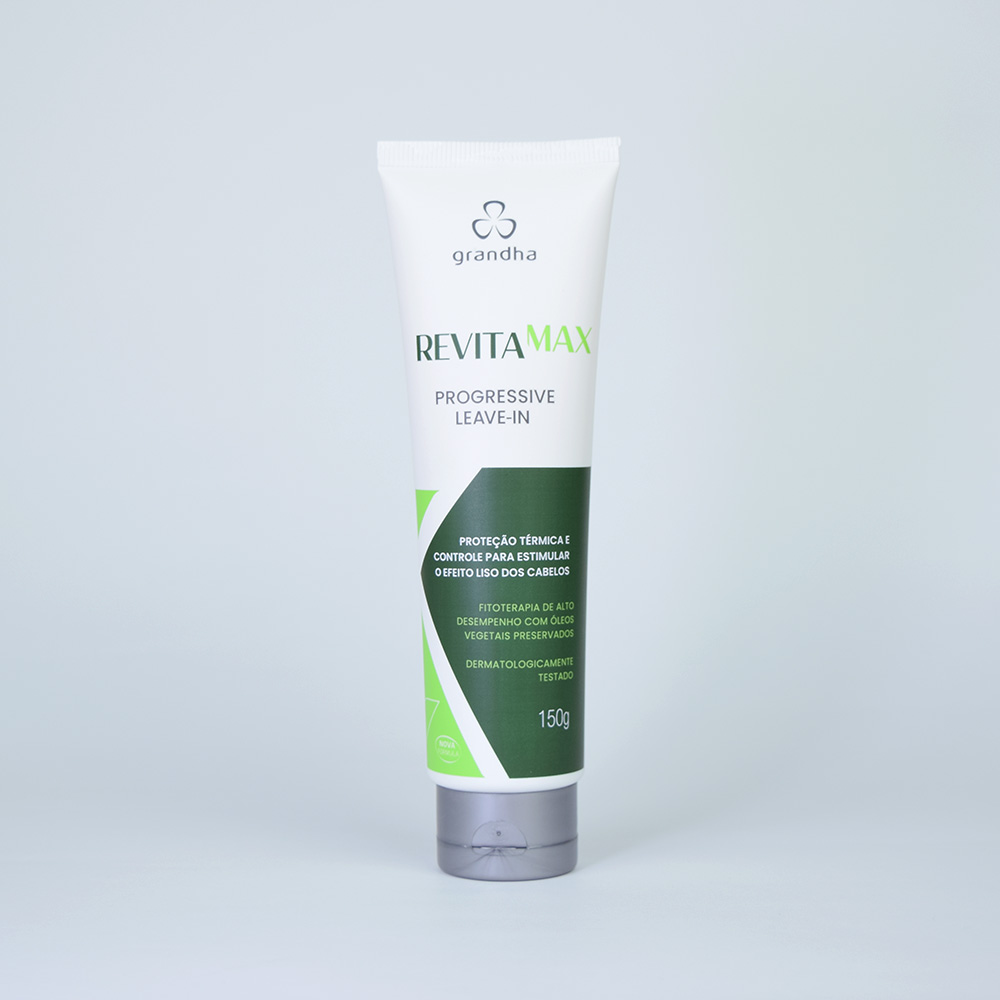 grandha
REVITAMAX
PROGRESSIVE
LEAVE-IN
PROTEÇÃO TÉRMICA E
CONTROLE PARA ESTIMULAR
O EFEITO LISO DOS CABELOS
FITOTERAPIA DE ALTO
DESEMPENHO COM ÓLEOS
VEGETAIS PRESERVADOS
DERMATOLOGICAMENTE
TESTADO
150g
NOVA
FÓRMULA